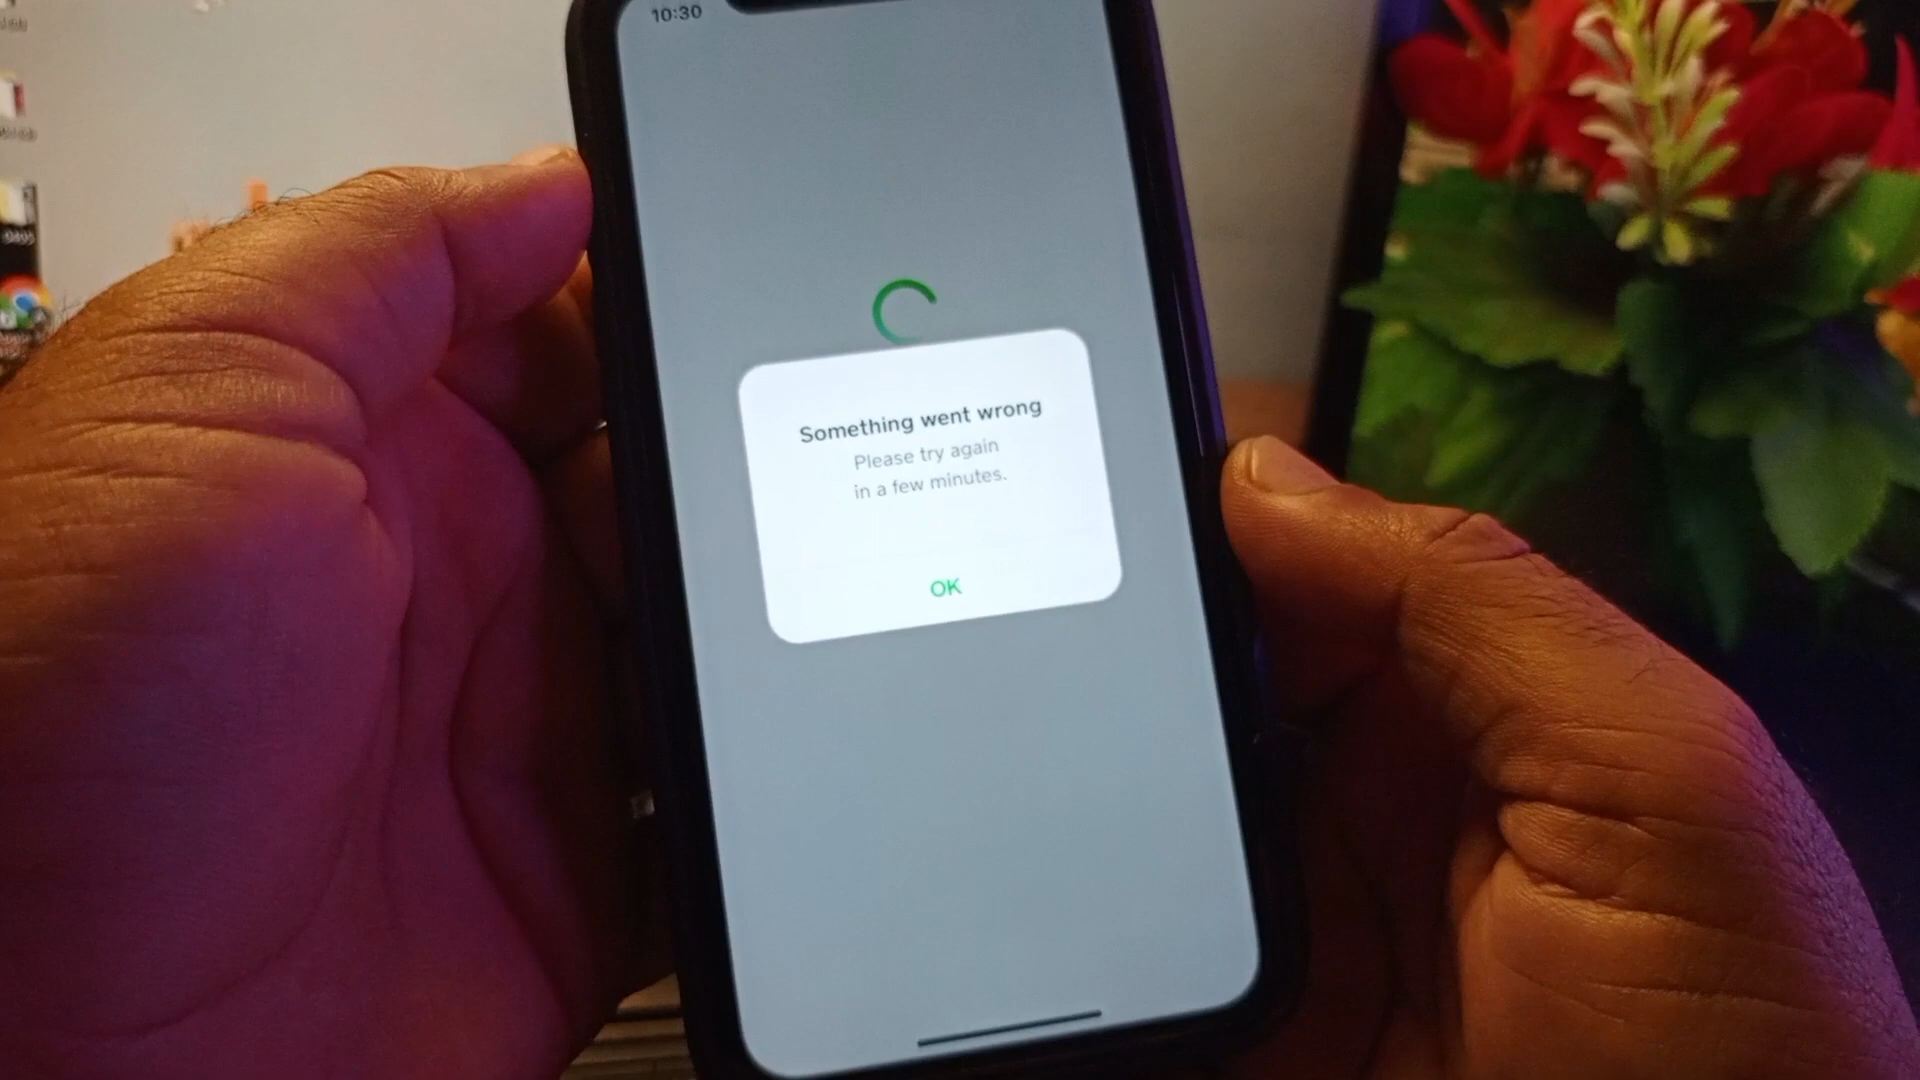 10:30
Something went wrong
Please try again
in a few minutes.
OK